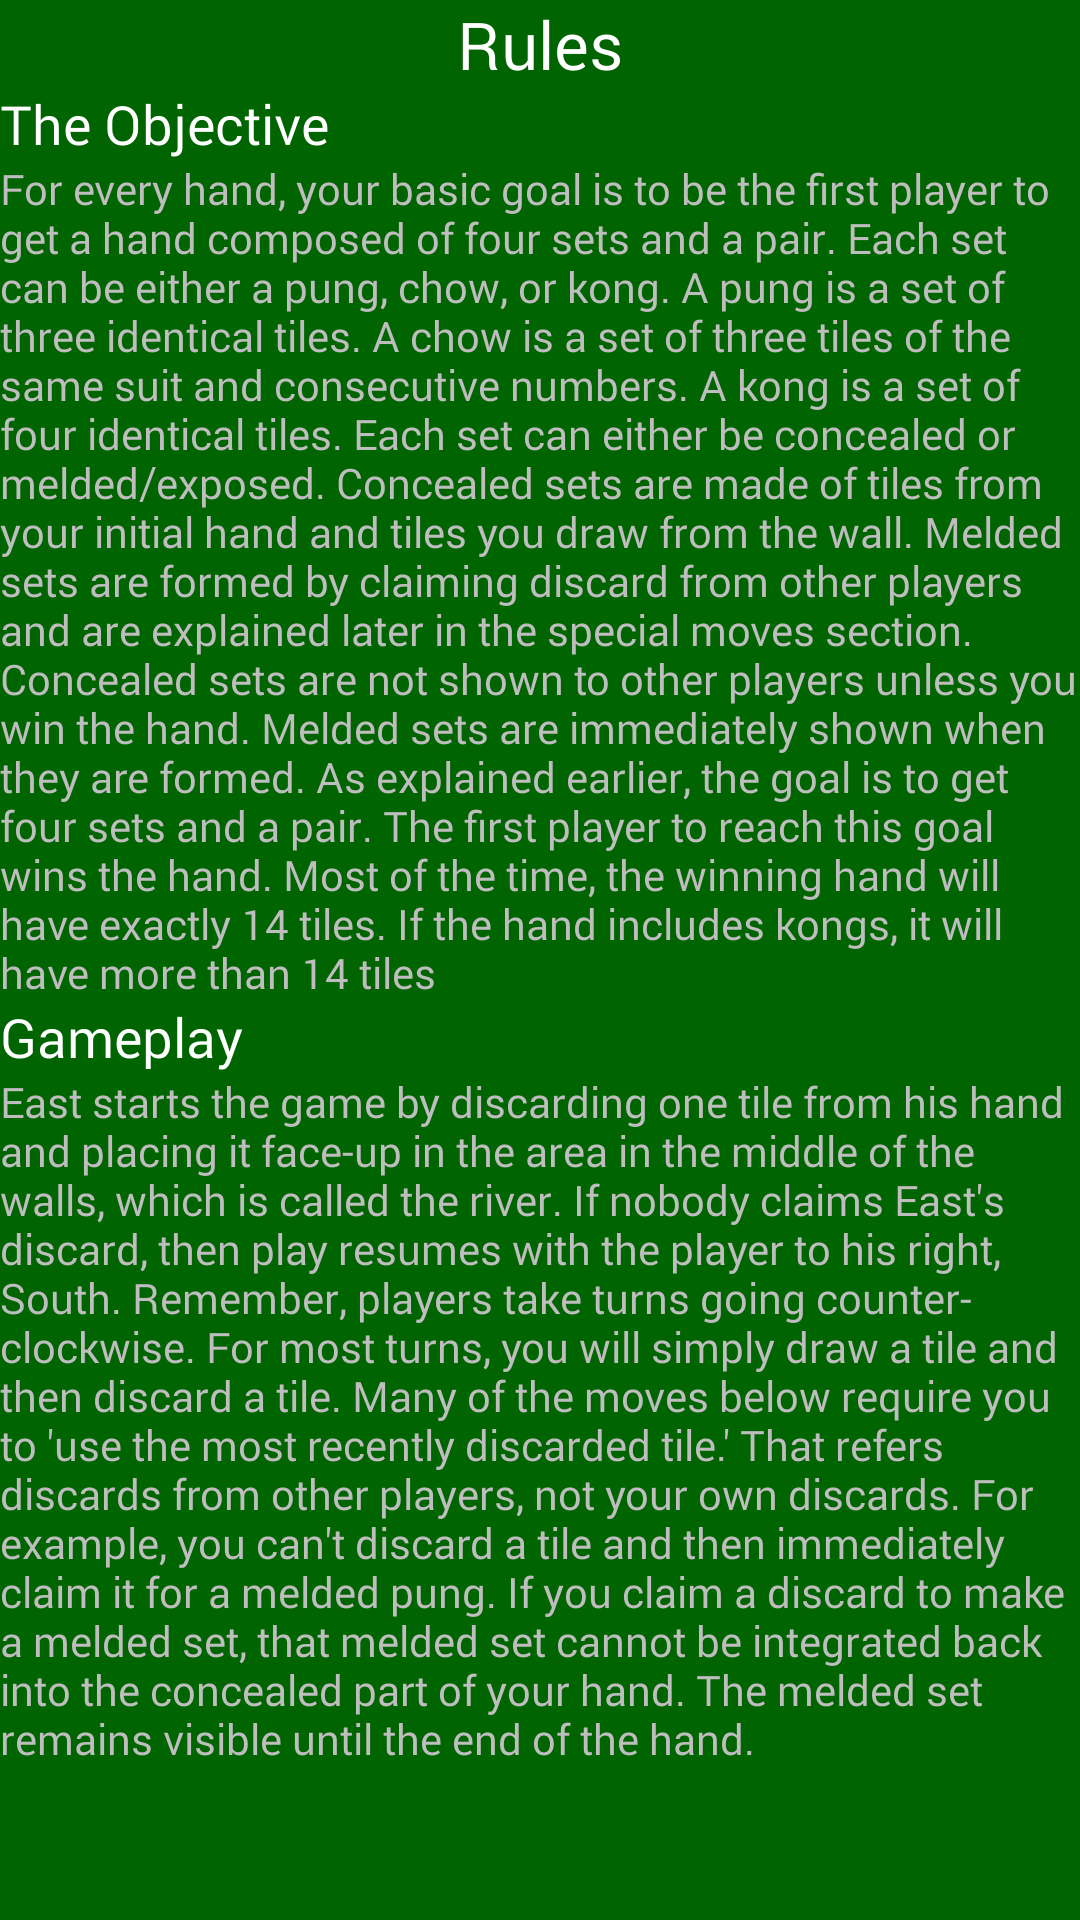 Rules
The Objective
For every hand, your basic goal is to be the first player to
get a hand composed of four sets and a pair. Each set
can be either a pung, chow, or kong. A pung is a set of
three identical tiles. A chow is a set of three tiles of the
same suit and consecutive numbers. A kong is a set of
four identical tiles. Each set can either be concealed or
melded/exposed. Concealed sets are made of tiles from
your initial hand and tiles you draw from the wall. Melded
sets are formed by claiming discard from other players
and are explained later in the special moves section.
Concealed sets are not shown to other players unless you
win the hand. Melded sets are immediately shown when
they are formed. As explained earlier, the goal is to get
four sets and a pair. The first player to reach this goal
wins the hand. Most of the time, the winning hand will
have exactly 14 tiles. If the hand includes kongs, it will
have more than 14 tiles
Gameplay
East starts the game by discarding one tile from his hand
and placing it face-up in the area in the middle of the
walls, which is called the river. If nobody claims East's
discard, then play resumes with the player to his right,
South. Remember, players take turns going counter-
clockwise. For most turns, you will simply draw a tile and
then discard a tile. Many of the moves below require you
to 'use the most recently discarded tile.' That refers
discards from other players, not your own discards. For
example, you can't discard a tile and then immediately
claim it for a melded pung. If you claim a discard to make
a melded set, that melded set cannot be integrated back
into the concealed part of your hand. The melded set
remains visible until the end of the hand.